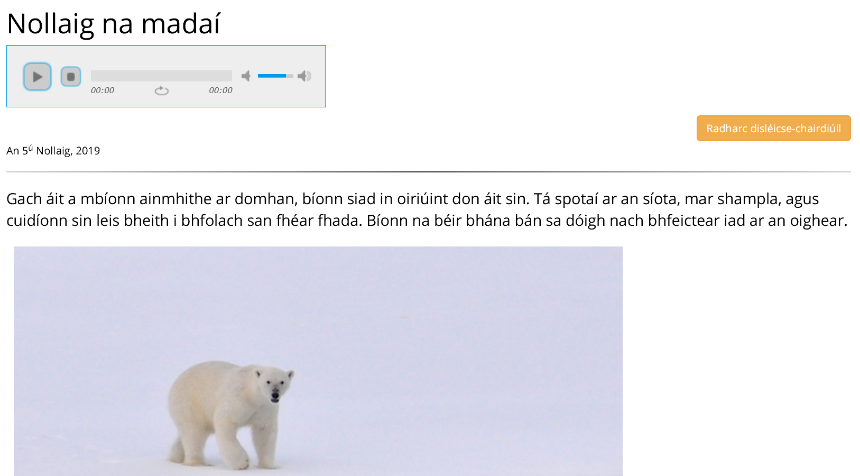 Nollaig na madaí
00:00 00:00
Radharc disléicse-chairdiúil
An 5ú Nollaig, 2019
Gach áit a mbíonn ainmhithe ar domhan, bíonn siad in oiriúint don áit sin. Tá spotaí ar an síota, mar shampla, agus
cuidíonn sin leis bheith i bhfolach san fhéar fhada. Bíonn na béir bhána bán sa dóigh nach bhfeictear iad ar an oighear.